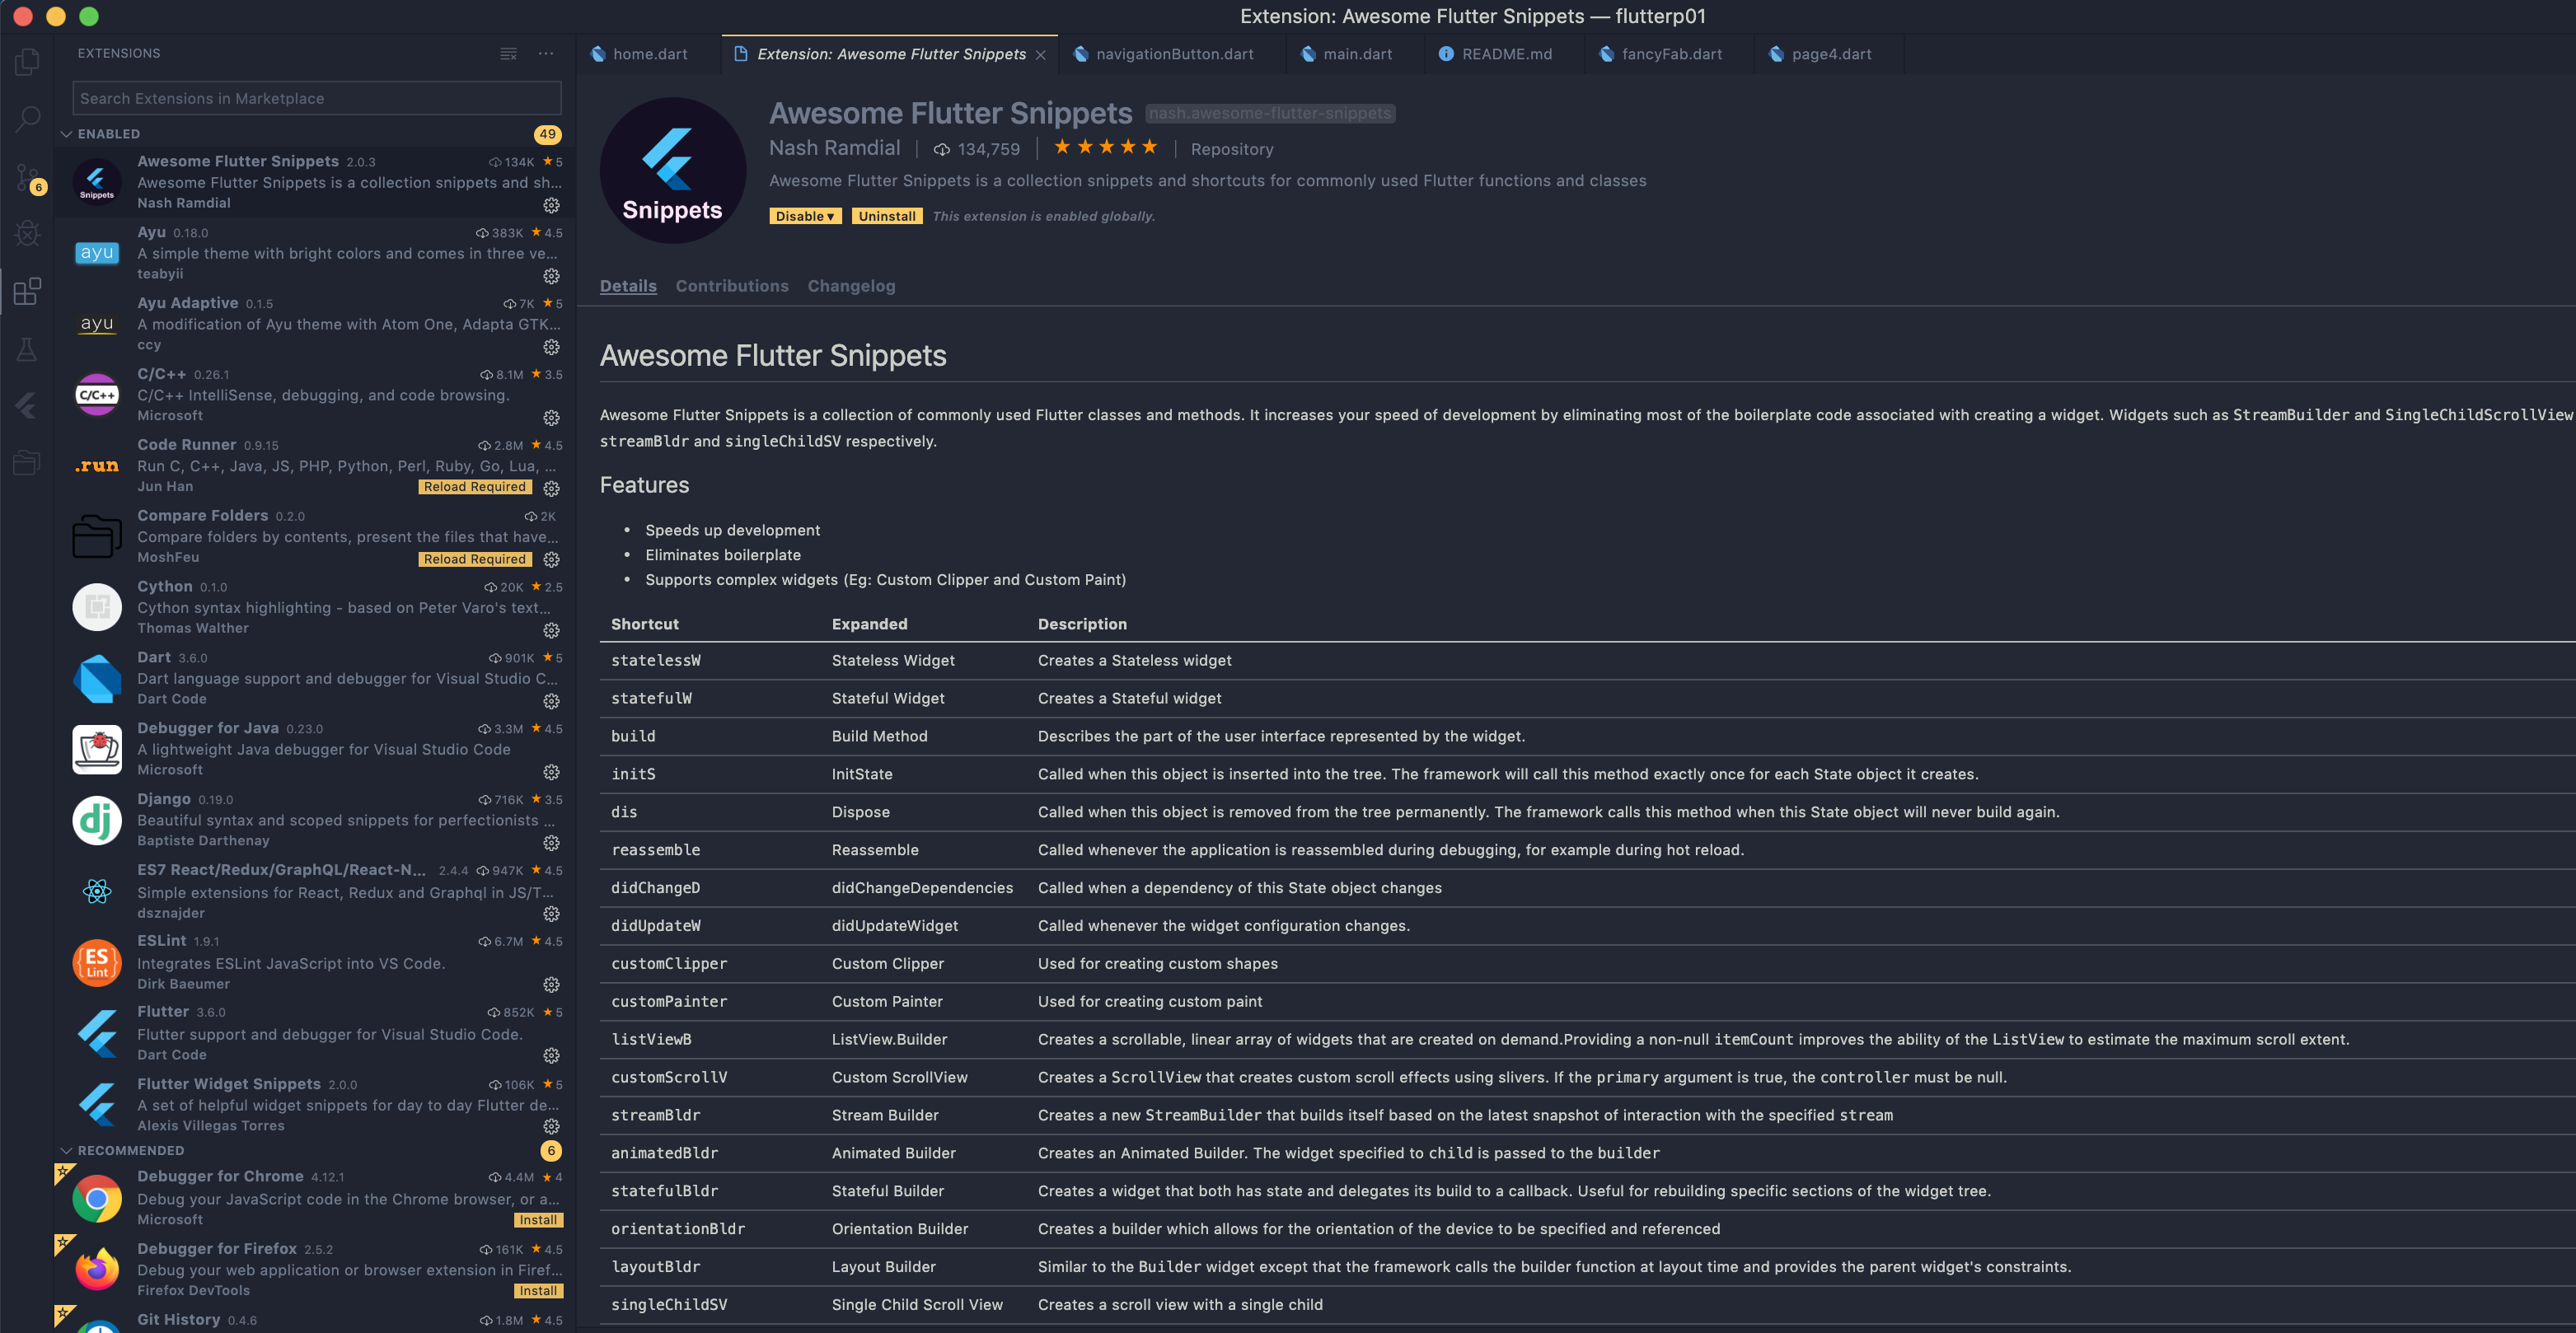 Extension: Awesome Flutter Snippets — flutterp01
EXTENSIONS
Search Extensions in Marketplace
ENABLED 49
6
Awesome Flutter Snippets 2.0.3 134K ★5
Awesome Flutter Snippets is a collection snippets and sh...
Nash Ramdial
Snippets
Ayu 0.18.0 383K ★4.5
A simple theme with bright colors and comes in three ve...
teabyii
ayu
Ayu Adaptive 0.1.5 7K ★5
A modification of Ayu theme with Atom One, Adapta GTK...
ccy
ayu
C/C++ 0.26.1 8.1M ★3.5
C/C++ IntelliSense, debugging, and code browsing.
Microsoft
C/C++
Code Runner 0.9.15 2.8M ★4.5
Run C, C++, Java, JS, PHP, Python, Perl, Ruby, Go, Lua, ...
Jun Han Reload Required
.run
Compare Folders 0.2.0 2K
Compare folders by contents, present the files that have...
MoshFeu Reload Required
Cython 0.1.0 20K ★2.5
Cython syntax highlighting - based on Peter Varo's text...
Thomas Walther
Dart 3.6.0 901K ★5
Dart language support and debugger for Visual Studio C...
Dart Code
Debugger for Java 0.23.0 3.3M ★4.5
A lightweight Java debugger for Visual Studio Code
Microsoft
Django 0.19.0 716K ★3.5
Beautiful syntax and scoped snippets for perfectionists ...
Baptiste Darthenay
dj
ES7 React/Redux/GraphQL/React-N... 2.4.4 947K ★4.5
Simple extensions for React, Redux and Graphql in JS/T...
dsznajder
ESLint 1.9.1 6.7M ★4.5
Integrates ESLint JavaScript into VS Code.
Dirk Baeumer
{ES}
Lint
Flutter 3.6.0 852K ★5
Flutter support and debugger for Visual Studio Code.
Dart Code
Flutter Widget Snippets 2.0.0 106K ★5
A set of helpful widget snippets for day to day Flutter de...
Alexis Villegas Torres
RECOMMENDED 6
Debugger for Chrome 4.12.1 4.4M ★4
Debug your JavaScript code in the Chrome browser, or a...
Microsoft Install
Debugger for Firefox 2.5.2 161K ★4.5
Debug your web application or browser extension in Firef...
Firefox DevTools Install
Git History 0.4.6 1.8M ★4.5
home.dart Extension: Awesome Flutter Snippets navigationButton.dart main.dart README.md fancyFab.dart page4.dart
Snippets
Awesome Flutter Snippets nash.awesome-flutter-snippets
Nash Ramdial | 134,759 | ★★★★★ | Repository
Awesome Flutter Snippets is a collection snippets and shortcuts for commonly used Flutter functions and classes
Disable▾ Uninstall This extension is enabled globally.
Details Contributions Changelog
Awesome Flutter Snippets
Awesome Flutter Snippets is a collection of commonly used Flutter classes and methods. It increases your speed of development by eliminating most of the boilerplate code associated with creating a widget. Widgets such as StreamBuilder and SingleChildScrollView
streamBldr and singleChildSV respectively.
Features
• Speeds up development
• Eliminates boilerplate
• Supports complex widgets (Eg: Custom Clipper and Custom Paint)
Shortcut Expanded Description
statelessW Stateless Widget Creates a Stateless widget
statefulW Stateful Widget Creates a Stateful widget
build Build Method Describes the part of the user interface represented by the widget.
initS InitState Called when this object is inserted into the tree. The framework will call this method exactly once for each State object it creates.
dis Dispose Called when this object is removed from the tree permanently. The framework calls this method when this State object will never build again.
reassemble Reassemble Called whenever the application is reassembled during debugging, for example during hot reload.
didChangeD didChangeDependencies Called when a dependency of this State object changes
didUpdateW didUpdateWidget Called whenever the widget configuration changes.
customClipper Custom Clipper Used for creating custom shapes
customPainter Custom Painter Used for creating custom paint
listViewB ListView.Builder Creates a scrollable, linear array of widgets that are created on demand.Providing a non-null itemCount improves the ability of the ListView to estimate the maximum scroll extent.
customScrollV Custom ScrollView Creates a ScrollView that creates custom scroll effects using slivers. If the primary argument is true, the controller must be null.
streamBldr Stream Builder Creates a new StreamBuilder that builds itself based on the latest snapshot of interaction with the specified stream
animatedBldr Animated Builder Creates an Animated Builder. The widget specified to child is passed to the builder
statefulBldr Stateful Builder Creates a widget that both has state and delegates its build to a callback. Useful for rebuilding specific sections of the widget tree.
orientationBldr Orientation Builder Creates a builder which allows for the orientation of the device to be specified and referenced
layoutBldr Layout Builder Similar to the Builder widget except that the framework calls the builder function at layout time and provides the parent widget's constraints.
singleChildSV Single Child Scroll View Creates a scroll view with a single child